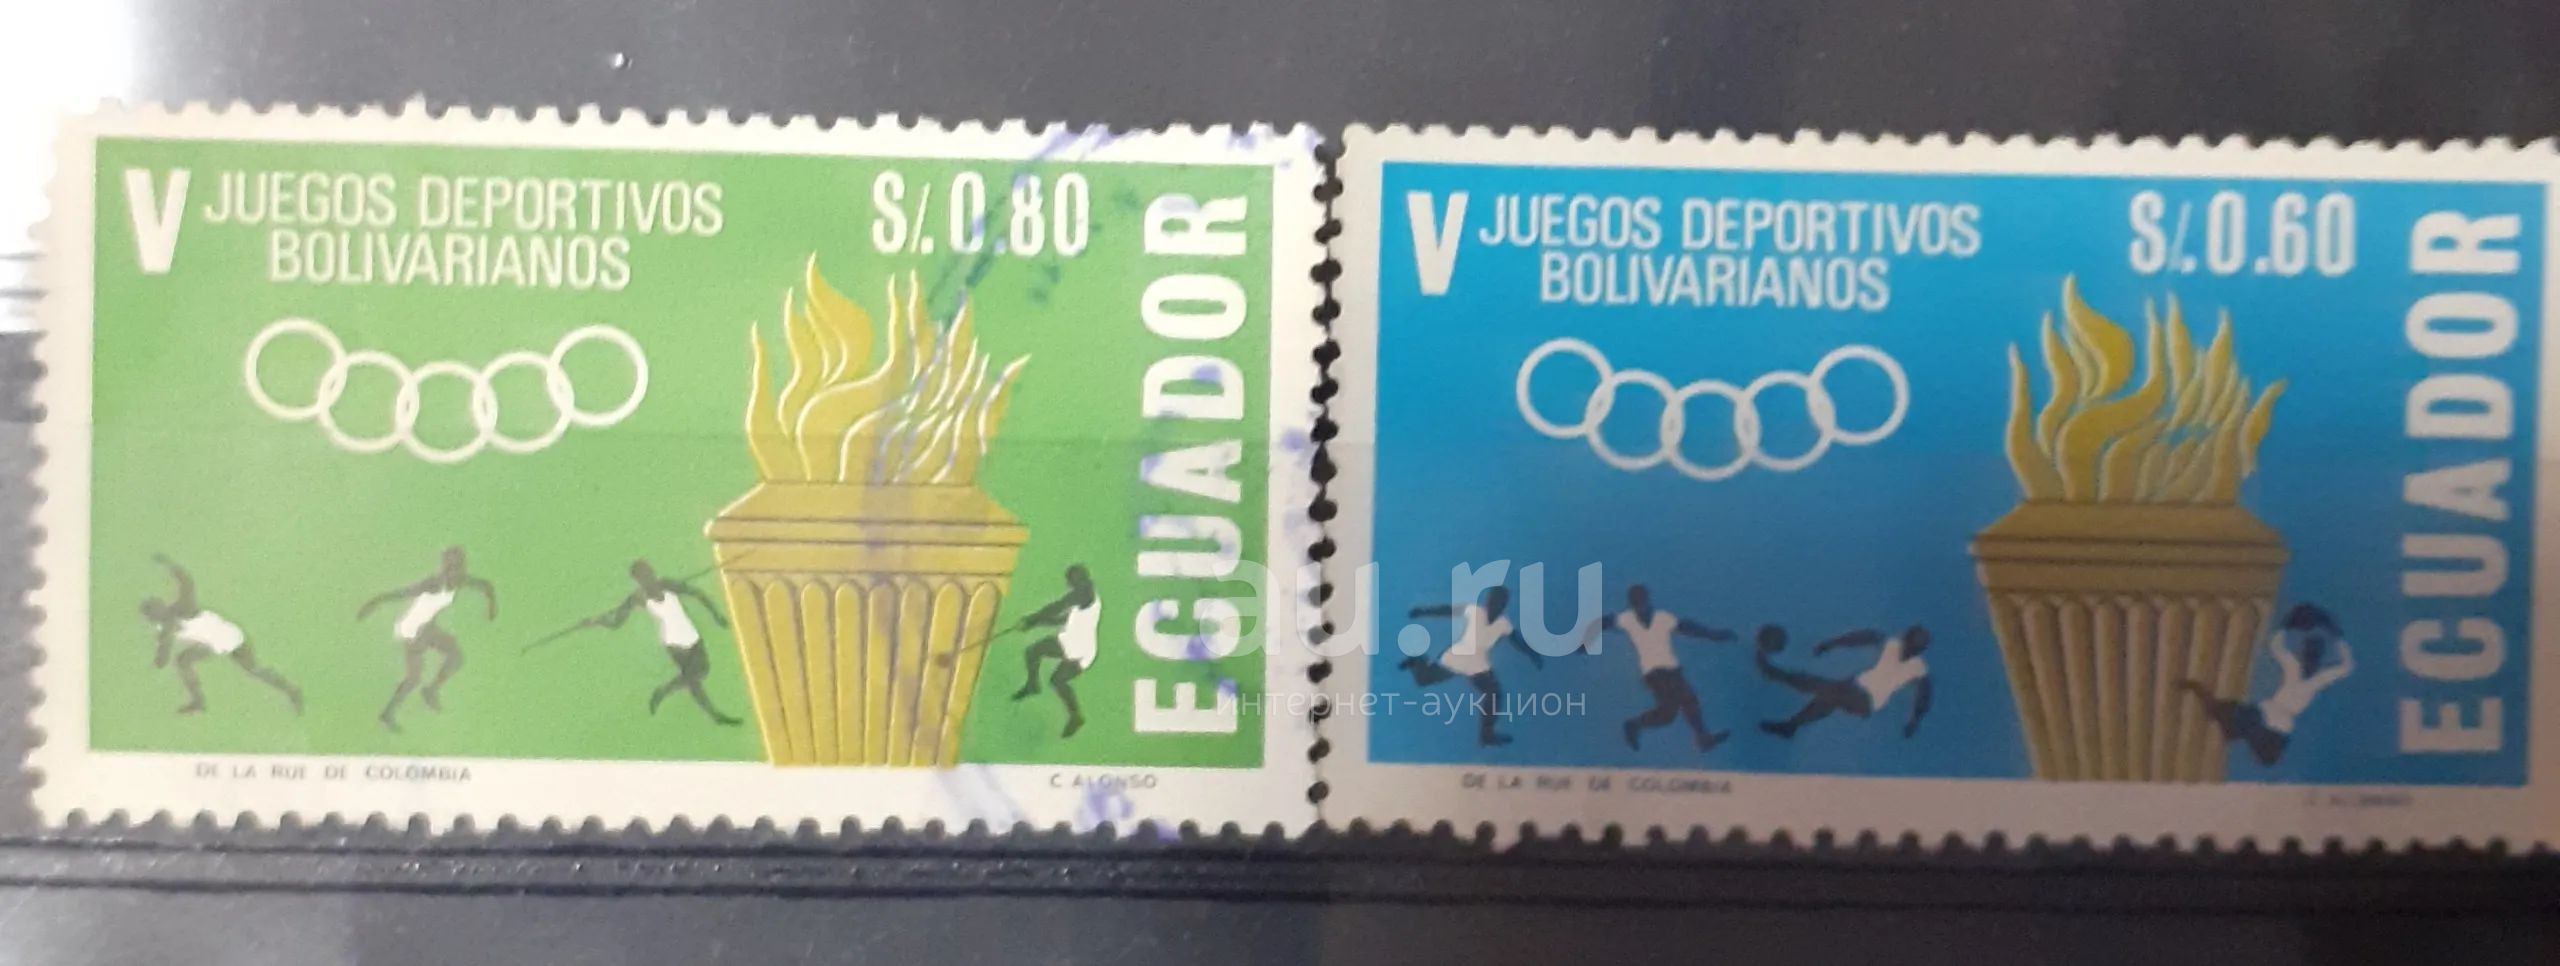 V JUEGOS DEPORTIVOS
BOLIVARIANOS
S/.0.80
ECUADOR
DE LA RUE DE COLOMBIA
C ALONSO
V JUEGOS DEPORTIVOS
BOLIVARIANOS
S/.0.60
ECUADOR
DE LA RUE DE COLOMBIA
au.ru
интернет-аукцион